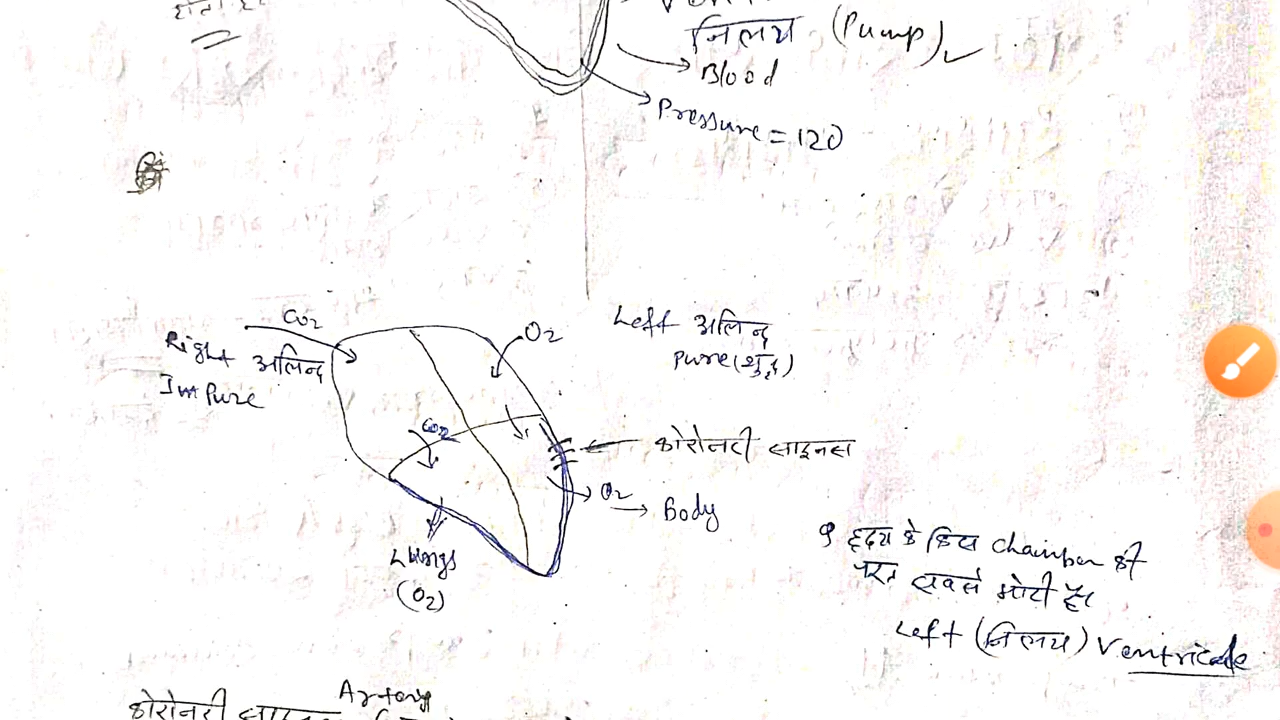 निलय (Pump)
Blood
Pressure = 120
CO2
Right अलिन्द
Impure
O2
Left अलिन्द
Pure (शुद्ध)
CO2
कोरोनरी साइनस
O2
Body
Lungs
(O2)
हृदय के किस chamber की
परत सबसे मोटी है।
Left (निलय) Ventricale
Artery
कोरोनरी साइनस